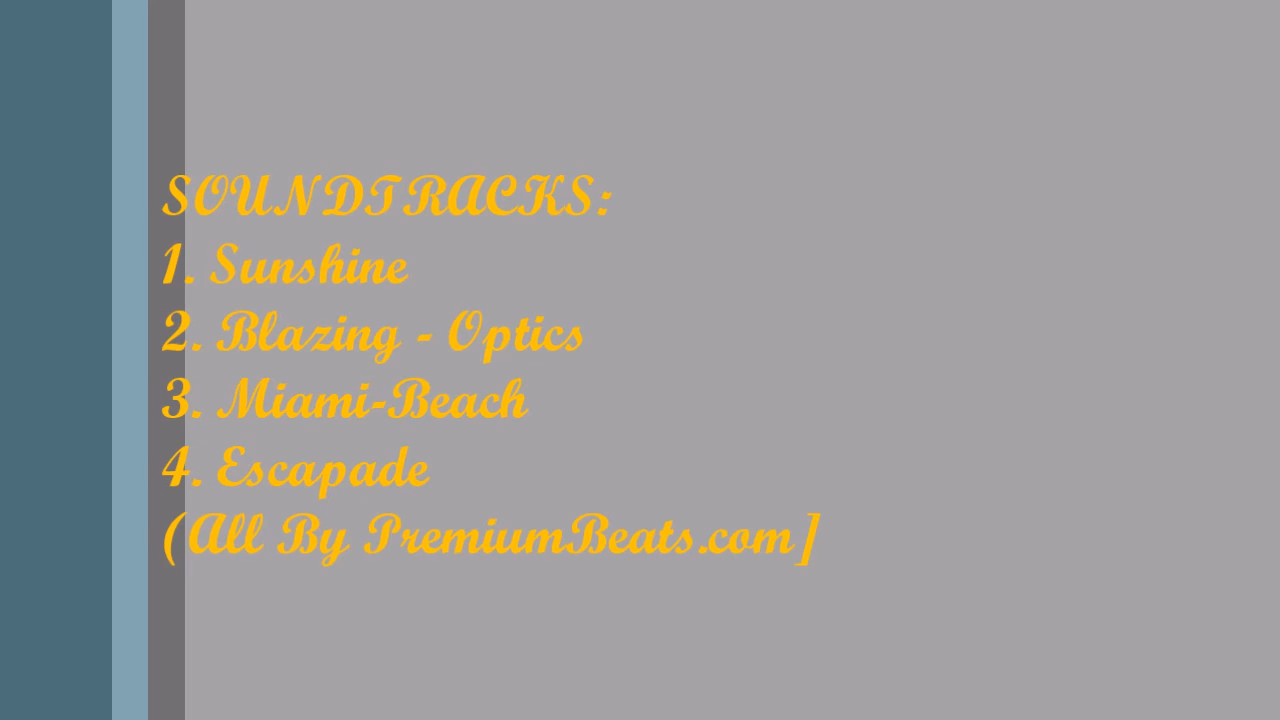 SOUNDTRACKS:
1. Sunshine
2. Blazing - Optics
3. Miami-Beach
4. Escapade
(All By PremiumBeats.com]